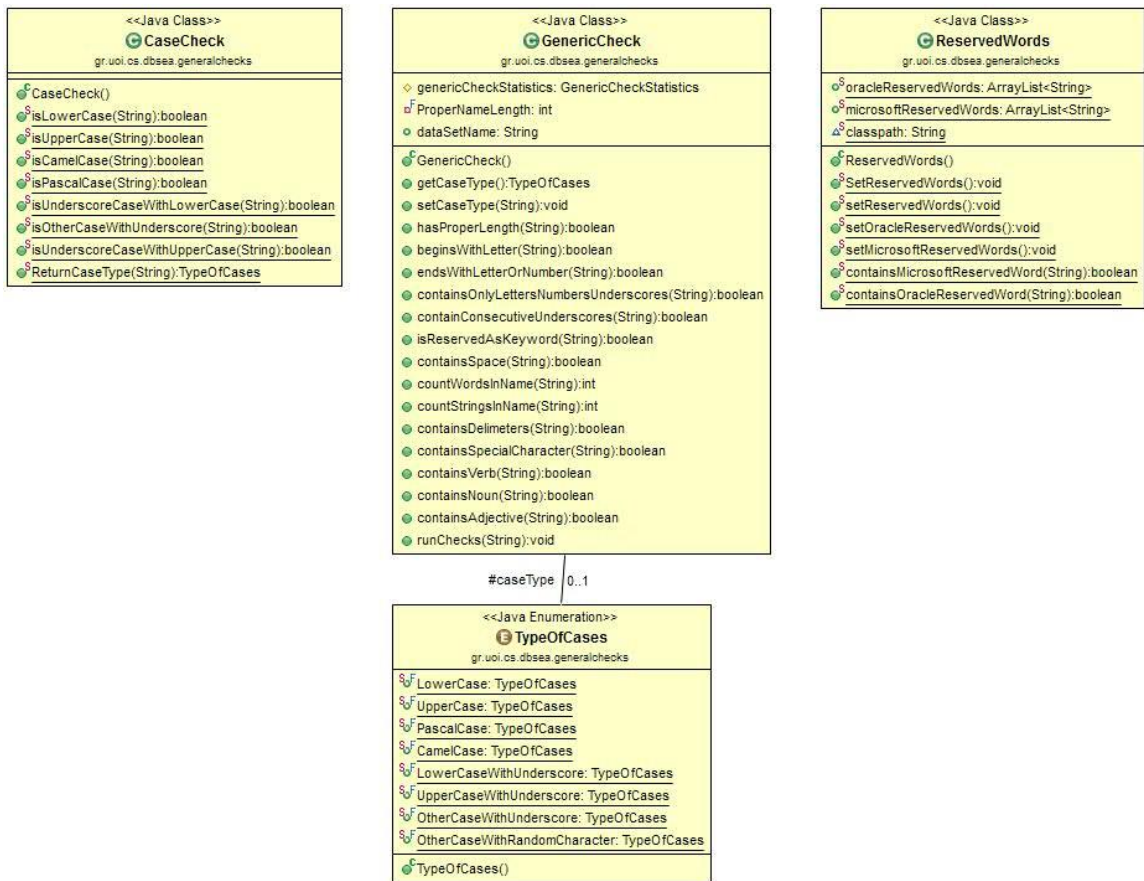 <<Java Class>>
CaseCheck
gr.uoi.cs.dbsea.generalchecks
CaseCheck()
isLowerCase(String):boolean
isUpperCase(String):boolean
isCamelCase(String):boolean
isPascalCase(String):boolean
isUnderscoreCaseWithLowerCase(String):boolean
isOtherCaseWithUnderscore(String):boolean
isUnderscoreCaseWithUpperCase(String):boolean
ReturnCaseType(String):TypeOfCases
<<Java Class>>
GenericCheck
gr.uoi.cs.dbsea.generalchecks
genericCheckStatistics: GenericCheckStatistics
ProperNameLength: int
dataSetName: String
GenericCheck()
getCaseType():TypeOfCases
setCaseType(String):void
hasProperLength(String):boolean
beginsWithLetter(String):boolean
endsWithLetterOrNumber(String):boolean
containsOnlyLettersNumbersUnderscores(String):boolean
containConsecutiveUnderscores(String):boolean
isReservedAsKeyword(String):boolean
containsSpace(String):boolean
countWordsInName(String):int
countStringsInName(String):int
containsDelimeters(String):boolean
containsSpecialCharacter(String):boolean
containsVerb(String):boolean
containsNoun(String):boolean
containsAdjective(String):boolean
runChecks(String):void
<<Java Class>>
ReservedWords
gr.uoi.cs.dbsea.generalchecks
oracleReservedWords: ArrayList<String>
microsoftReservedWords: ArrayList<String>
classpath: String
ReservedWords()
SetReservedWords():void
setReservedWords():void
setOracleReservedWords():void
setMicrosoftReservedWords():void
containsMicrosoftReservedWord(String):boolean
containsOracleReservedWord(String):boolean
#caseType 0..1
<<Java Enumeration>>
TypeOfCases
gr.uoi.cs.dbsea.generalchecks
LowerCase: TypeOfCases
UpperCase: TypeOfCases
PascalCase: TypeOfCases
CamelCase: TypeOfCases
LowerCaseWithUnderscore: TypeOfCases
UpperCaseWithUnderscore: TypeOfCases
OtherCaseWithUnderscore: TypeOfCases
OtherCaseWithRandomCharacter: TypeOfCases
TypeOfCases()